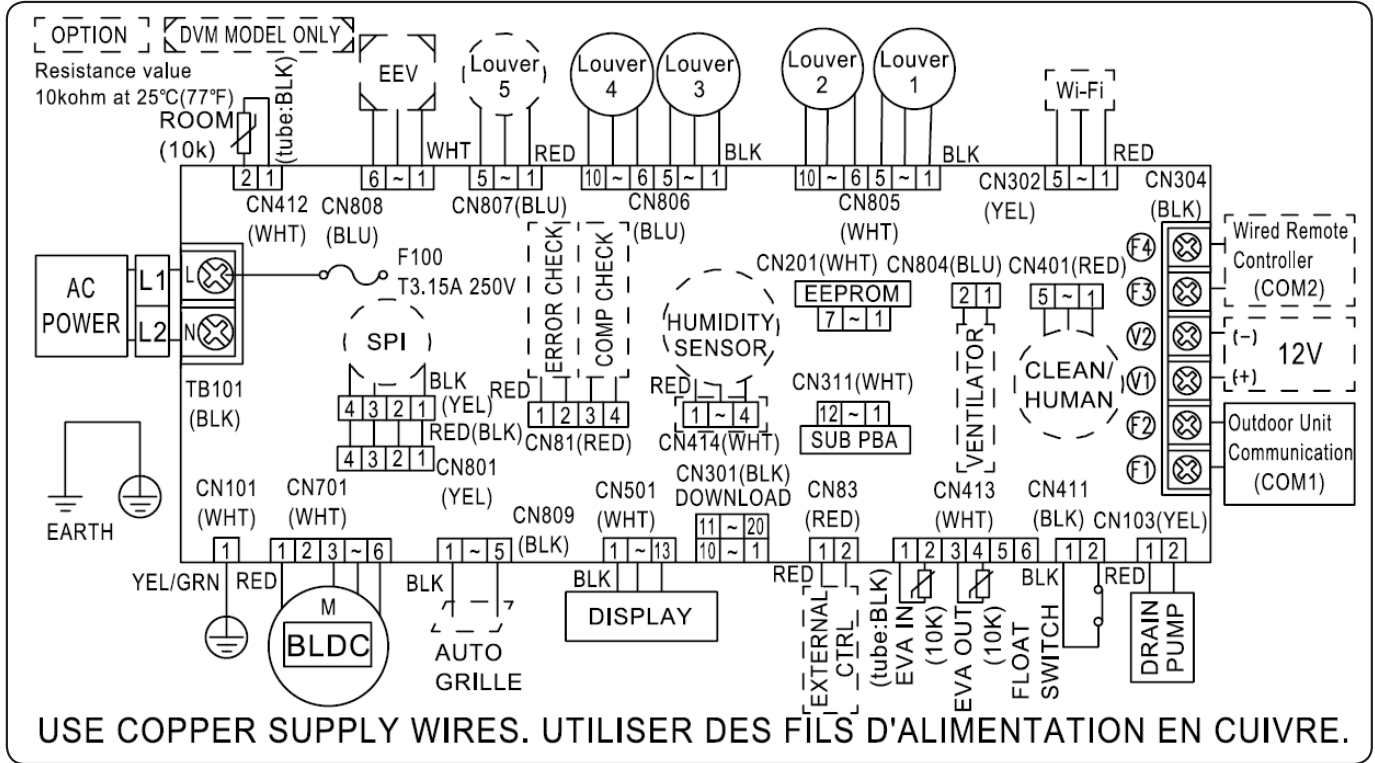 OPTION
DVM MODEL ONLY
Resistance value
10kohm at 25°C(77°F)
ROOM
(10k)
(tube:BLK)
EEV
Louver
5
Louver
4
Louver
3
Louver
2
Louver
1
Wi-Fi
WHT
RED
BLK
BLK
RED
2 1
6 ~ 1
5 ~ 1
10 ~ 6 5 ~ 1
10 ~ 6 5 ~ 1
5 ~ 1
CN412
(WHT)
CN808
(BLU)
CN807(BLU)
CN806
(BLU)
CN805
(WHT)
CN302
(YEL)
CN304
(BLK)
AC
POWER
L1
L2
L
N
TB101
(BLK)
F100
T3.15A 250V
SPI
BLK
(YEL)
4 3 2 1
RED(BLK)
4 3 2 1
CN801
(YEL)
ERROR CHECK
COMP CHECK
RED
1 2 3 4
CN81(RED)
HUMIDITY
SENSOR
RED
1 ~ 4
CN414(WHT)
CN201(WHT)
EEPROM
7 ~ 1
CN311(WHT)
12 ~ 1
SUB PBA
CN804(BLU)
2 1
VENTILATOR
CN401(RED)
5 ~ 1
CLEAN/
HUMAN
F4
F3
V2
V1
F2
F1
Wired Remote
Controller
(COM2)
(-)
12V
(+)
Outdoor Unit
Communication
(COM1)
EARTH
CN101
(WHT)
1
YEL/GRN
CN701
(WHT)
1 2 3 ~ 6
RED
M
BLDC
CN809
(BLK)
1 ~ 5
BLK
AUTO
GRILLE
CN501
(WHT)
1 ~ 13
BLK
DISPLAY
CN301(BLK)
DOWNLOAD
11 ~ 20
10 ~ 1
CN83
(RED)
1 2
RED
EXTERNAL
CTRL
CN413
(WHT)
1 2 3 4 5 6
(tube:BLK)
EVA IN
(10K)
EVA OUT
(10K)
FLOAT
SWITCH
CN411
(BLK)
1 2
BLK
CN103(YEL)
1 2
RED
DRAIN
PUMP
USE COPPER SUPPLY WIRES. UTILISER DES FILS D'ALIMENTATION EN CUIVRE.